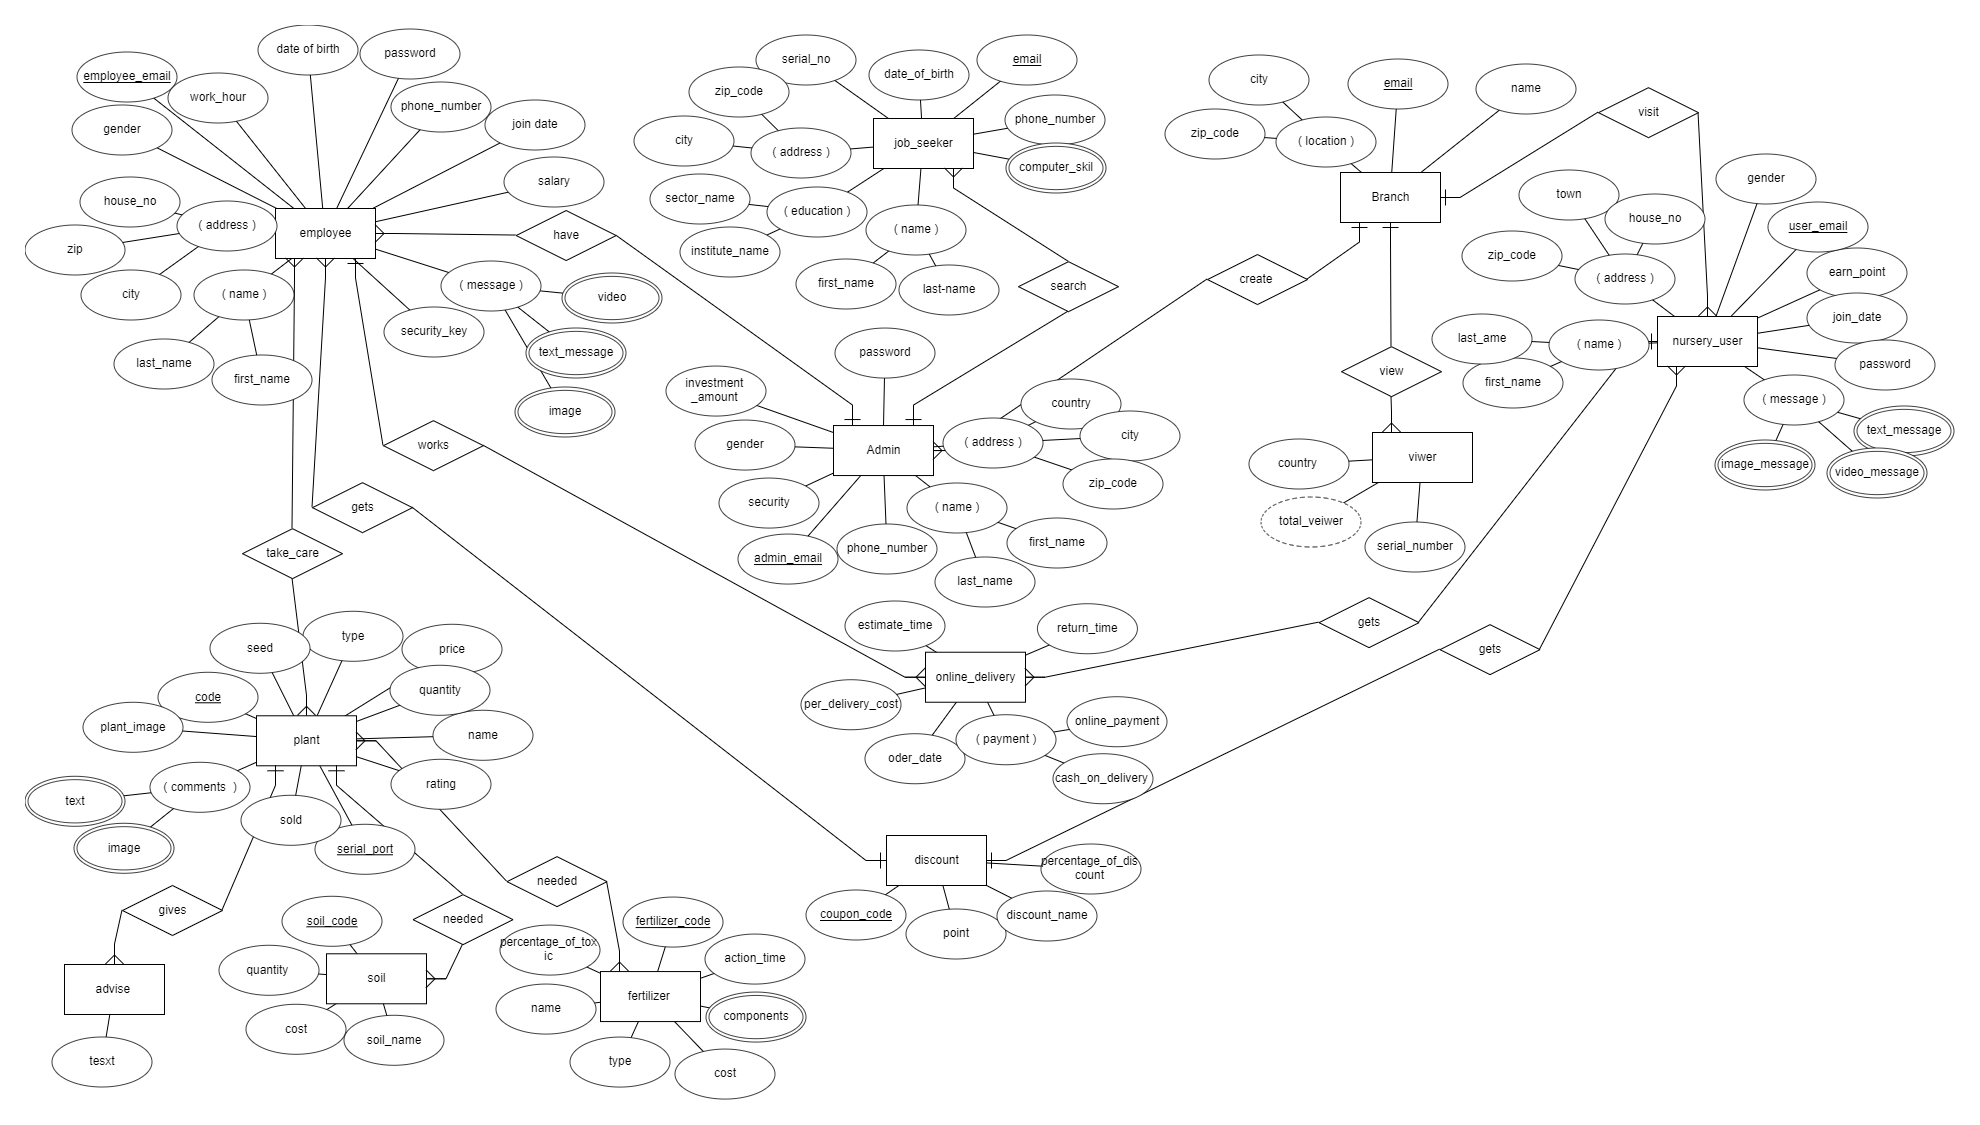 date of birth
password
employee_email
work_hour
phone_number
gender
join date
salary
house_no
( address )
zip
city
employee
have
( name )
( message )
video
security_key
last_name
first_name
text_message
image
serial_no
date_of_birth
email
zip_code
phone_number
city
( address )
job_seeker
computer_skil
sector_name
( education )
institute_name
( name )
first_name
last-name
search
city
email
name
zip_code
( location )
visit
Branch
create
view
gender
town
house_no
user_email
zip_code
( address )
earn_point
join_date
last_ame
( name )
nursery_user
first_name
password
( message )
text_message
image_message
video_message
password
investment
_amount
country
gender
Admin
( address )
city
zip_code
security
( name )
admin_email
phone_number
first_name
last_name
viwer
country
total_veiwer
serial_number
works
gets
take_care
seed
type
price
code
quantity
plant_image
plant
name
( comments  )
rating
text
sold
image
serial_port
estimate_time
return_time
gets
gets
online_delivery
per_delivery_cost
( payment )
online_payment
oder_date
cash_on_delivery
discount
percentage_of_dis
count
coupon_code
point
discount_name
gives
needed
needed
soil_code
fertilizer_code
percentage_of_tox
ic
action_time
quantity
soil
advise
fertilizer
name
components
cost
soil_name
tesxt
type
cost